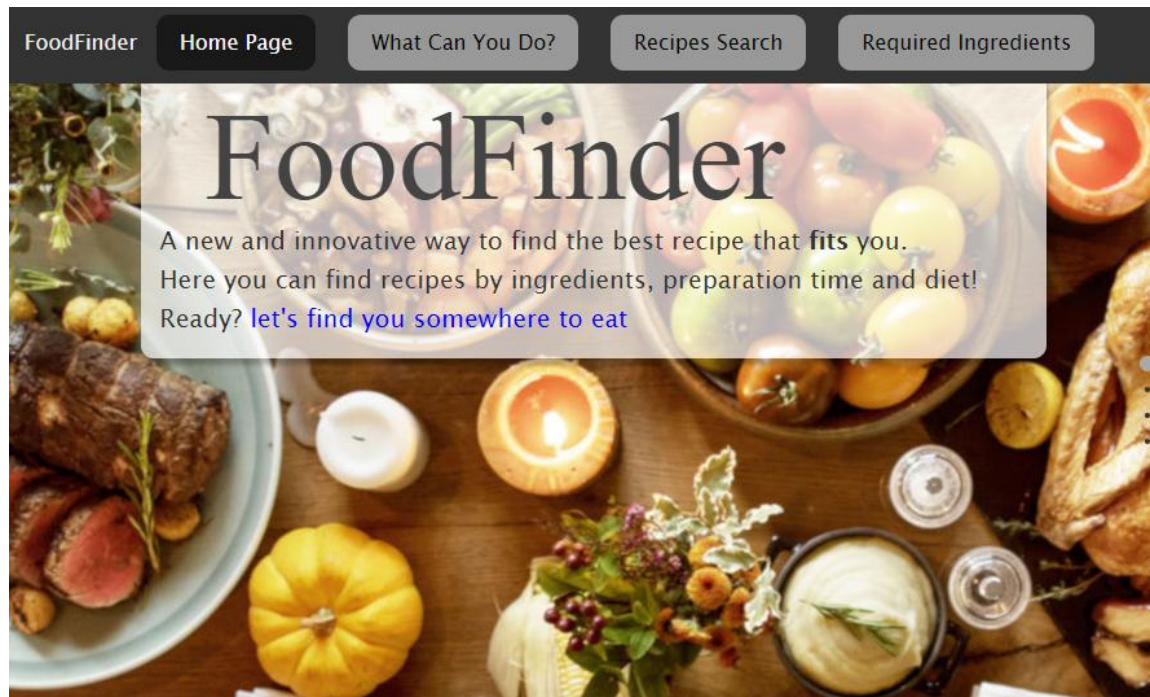 FoodFinder
Home Page
What Can You Do?
Recipes Search
Required Ingredients
FoodFinder
A new and innovative way to find the best recipe that fits you.
Here you can find recipes by ingredients, preparation time and diet!
Ready? let's find you somewhere to eat